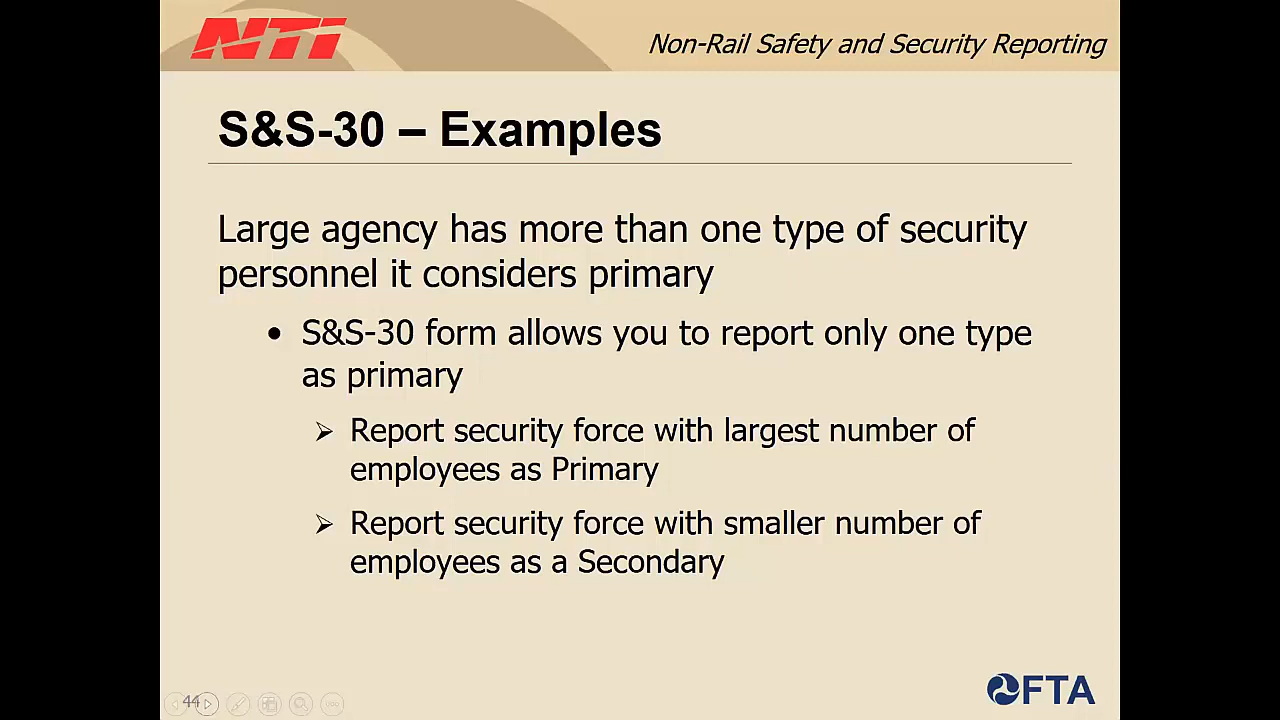 NTI
Non-Rail Safety and Security Reporting
S&S-30 – Examples
Large agency has more than one type of security
personnel it considers primary
• S&S-30 form allows you to report only one type
as primary
➢ Report security force with largest number of
employees as Primary
➢ Report security force with smaller number of
employees as a Secondary
44
FTA